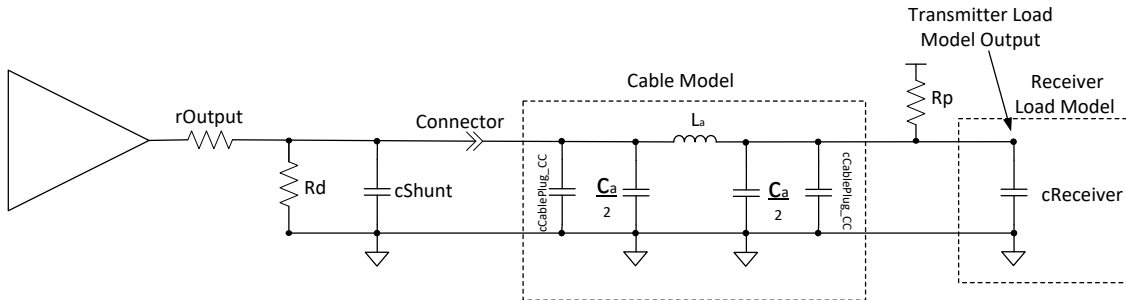 Transmitter Load
Model Output
Cable Model
Receiver
Load Model
rOutput
Connector
La
Rp
Rd
cShunt
cCablePlug_CC
Ca
2
Ca
2
cCablePlug_CC
cReceiver